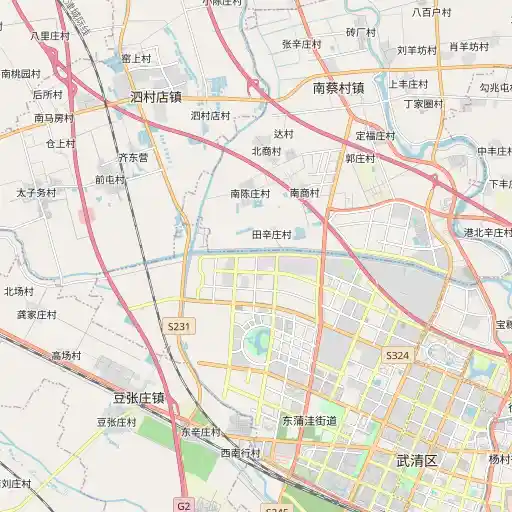 小陈庄村
八百户村
八里庄村
砖厂村
张辛庄村
刘羊坊村
肖羊坊村
窑上村
南桃园村
上丰庄村
南蔡村镇
勾兆屯村
后所村
泗村店镇
丁家圈村
南马房村
泗村店村
达村
定福庄村
仓上村
北商村
中丰庄村
齐东营
郭庄村
前屯村
太子务村
南陈庄村
南商村
下丰庄村
田辛庄村
港北辛庄村
北场村
龚家庄村
S231
高场村
S324
豆张庄镇
豆张庄村
东蒲洼街道
东辛庄村
西南行村
武清区
刘庄村
G2
S245